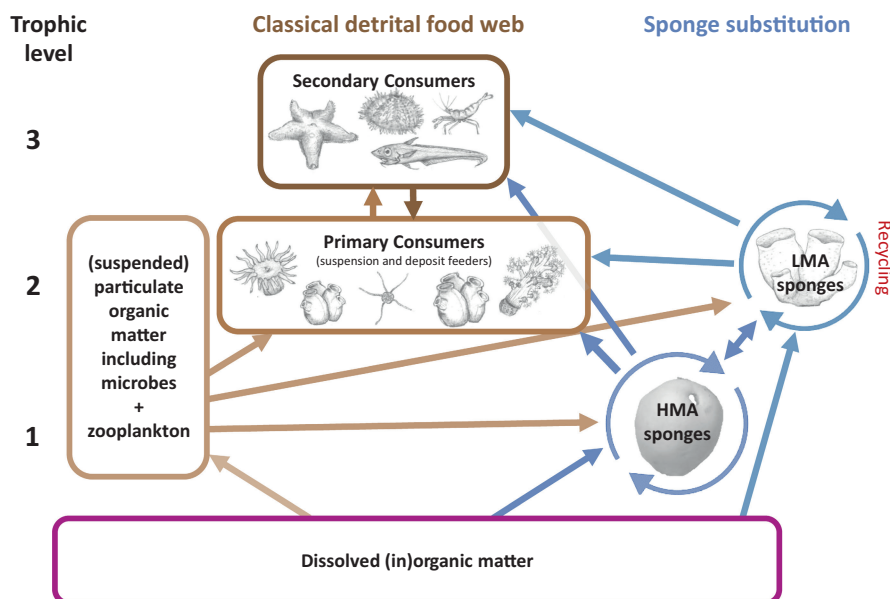 Trophic
level
Classical detrital food web
Sponge substitution
Secondary Consumers
3
Primary Consumers
(suspension and deposit feeders)
2
(suspended)
particulate
organic
matter
including
microbes
+
zooplankton
LMA
sponges
Recycling
1
HMA
sponges
Dissolved (in)organic matter